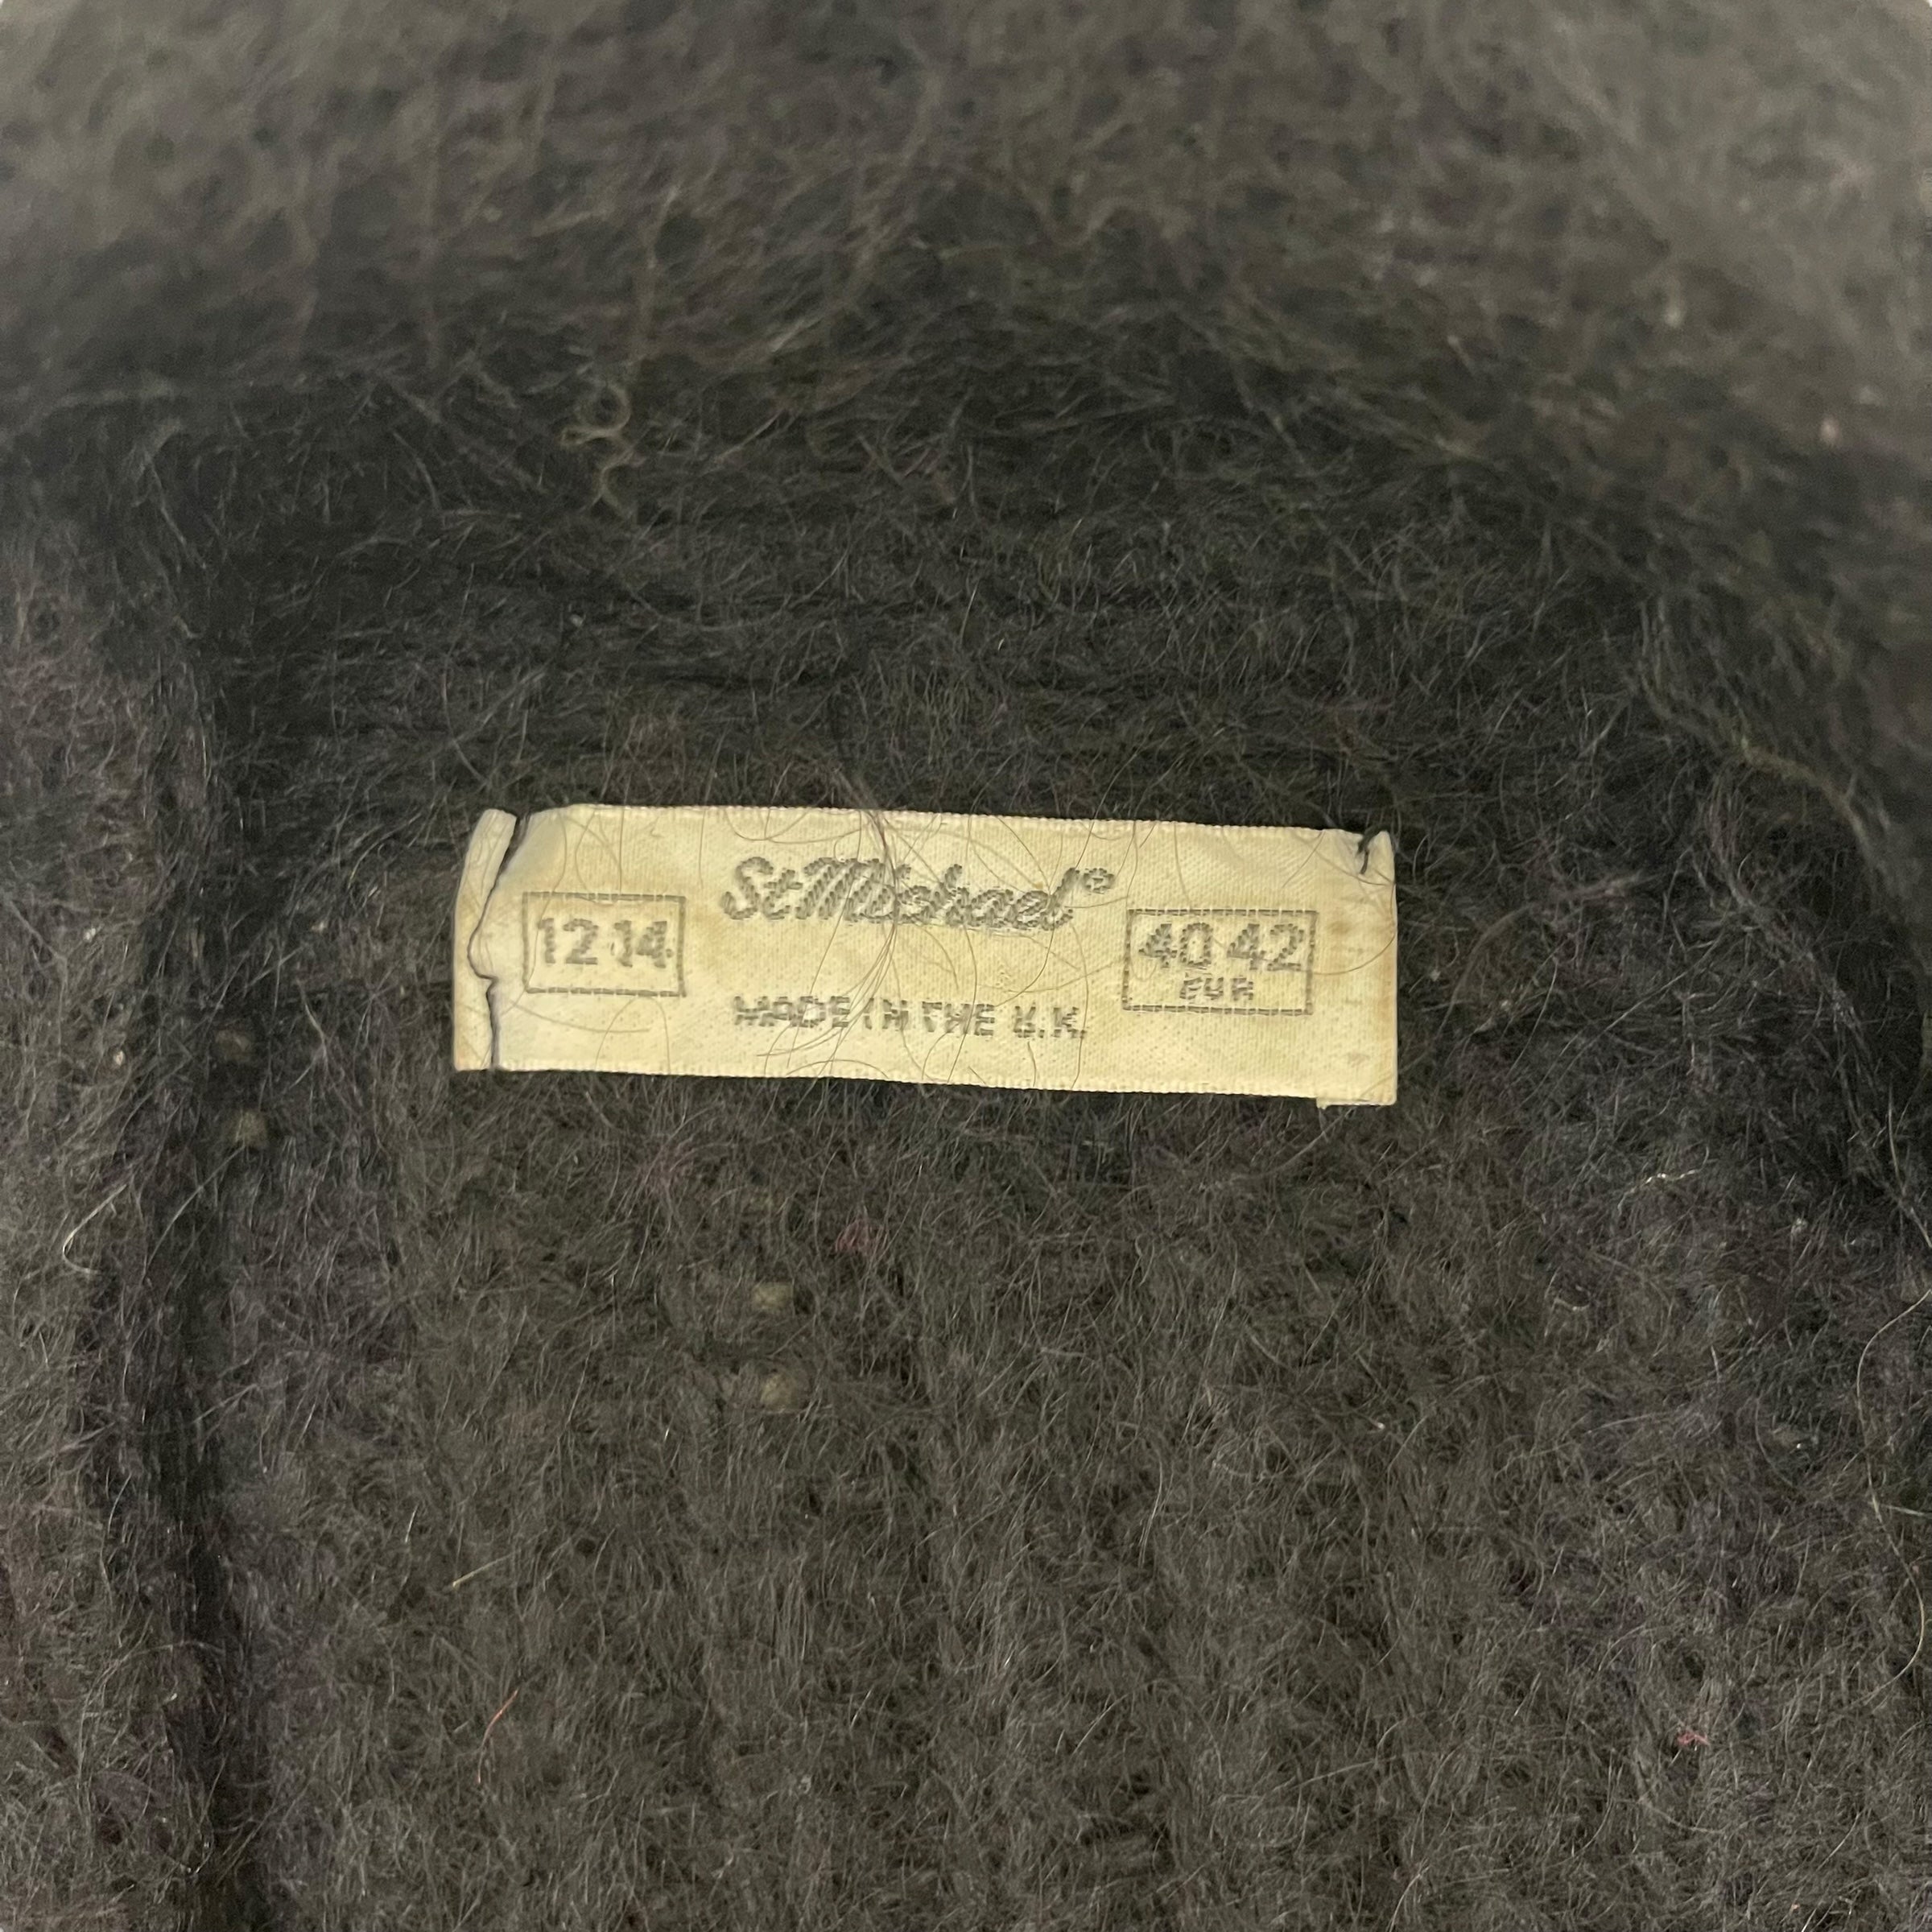 St Michael®
12 14
40 42
EUR
MADE IN THE U.K.